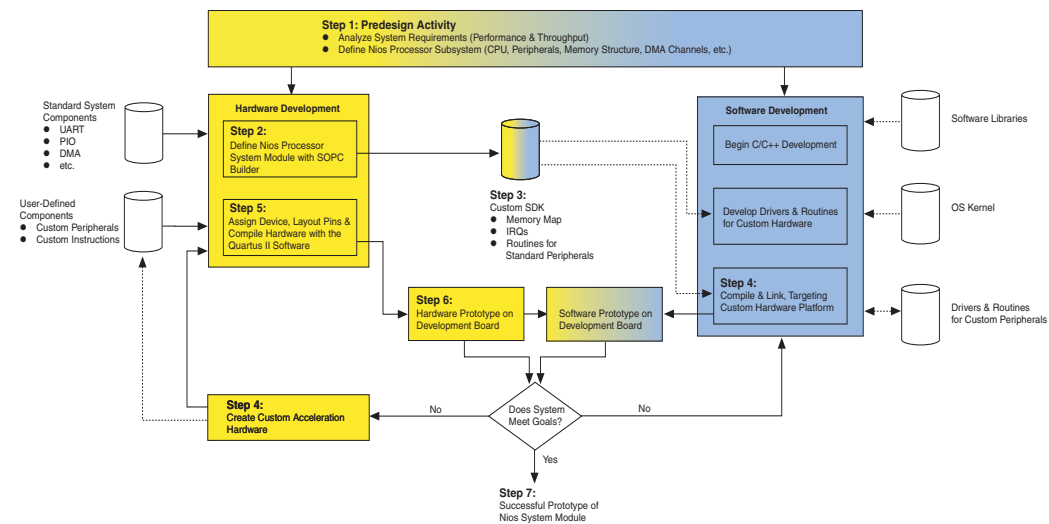 Step 1: Predesign Activity
● Analyze System Requirements (Performance & Throughput)
● Define Nios Processor Subsystem (CPU, Peripherals, Memory Structure, DMA Channels, etc.)
Standard System
Components
● UART
● PIO
● DMA
● etc.
User-Defined
Components
● Custom Peripherals
● Custom Instructions
Hardware Development
Step 2:
Define Nios Processor
System Module with SOPC
Builder
Step 5:
Assign Device, Layout Pins &
Compile Hardware with the
Quartus II Software
Step 3:
Custom SDK
● Memory Map
● IRQs
● Routines for
Standard Peripherals
Software Development
Begin C/C++ Development
Develop Drivers & Routines
for Custom Hardware
Step 4:
Compile & Link, Targeting
Custom Hardware Platform
Software Libraries
OS Kernel
Drivers & Routines
for Custom Peripherals
Step 6:
Hardware Prototype on
Development Board
Software Prototype on
Development Board
Step 4:
Create Custom Acceleration
Hardware
No
Does System
Meet Goals?
No
Yes
Step 7:
Successful Prototype of
Nios System Module